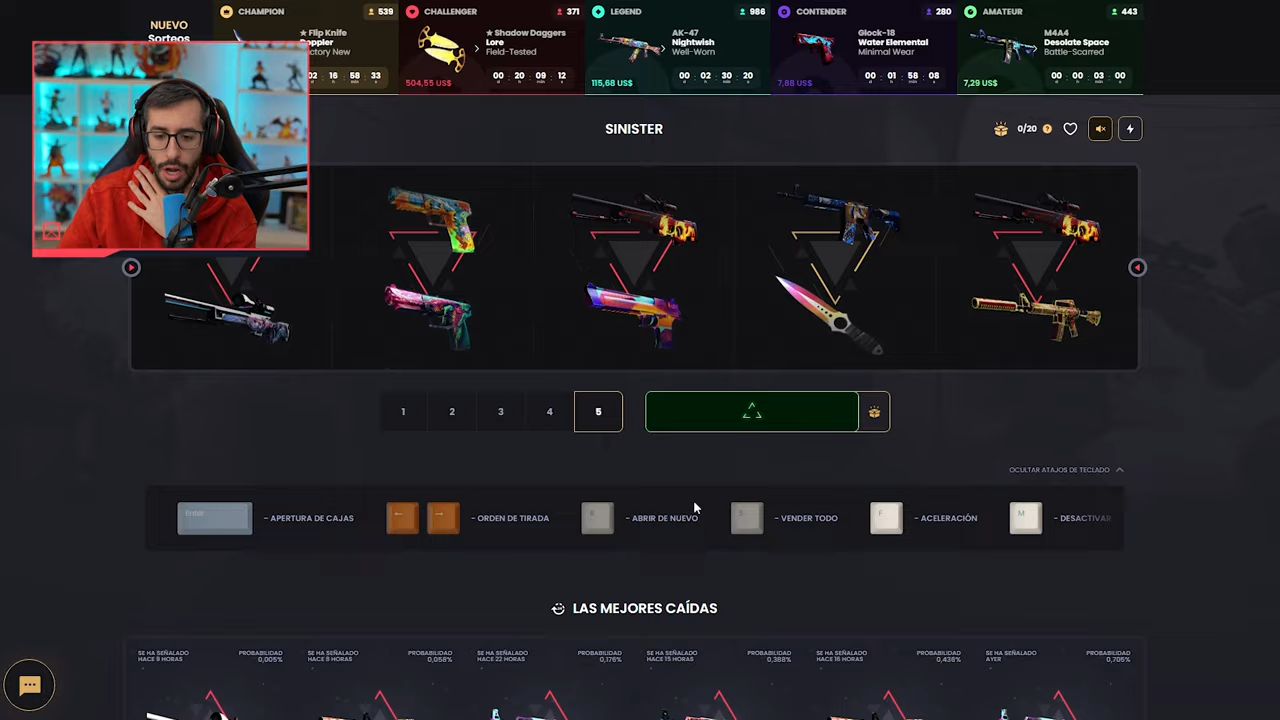 NUEVO
Sorteos
CHAMPION
539
★ Flip Knife
Doppler
Factory New
02 16 58 33
CHALLENGER
371
★ Shadow Daggers
Lore
Field-Tested
504,55 US$
00 20 09 12
LEGEND
986
AK-47
Nightwish
Well-Worn
115,68 US$
00 02 30 20
CONTENDER
280
Glock-18
Water Elemental
Minimal Wear
7,88 US$
00 01 58 08
AMATEUR
443
M4A4
Desolate Space
Battle-Scarred
7,29 US$
00 00 03 00
SINISTER
0/20
1 2 3 4 5
OCULTAR ATAJOS DE TECLADO
Enter
- APERTURA DE CAJAS
← →
- ORDEN DE TIRADA
- ABRIR DE NUEVO
- VENDER TODO
F
- ACELERACIÓN
M
- DESACTIVAR
LAS MEJORES CAÍDAS
SE HA SEÑALADO
HACE 9 HORAS
PROBABILIDAD
0,005%
SE HA SEÑALADO
HACE 9 HORAS
PROBABILIDAD
0,058%
SE HA SEÑALADO
HACE 22 HORAS
PROBABILIDAD
0,176%
SE HA SEÑALADO
HACE 15 HORAS
PROBABILIDAD
0,388%
SE HA SEÑALADO
HACE 16 HORAS
PROBABILIDAD
0,436%
SE HA SEÑALADO
AYER
PROBABILIDAD
0,705%